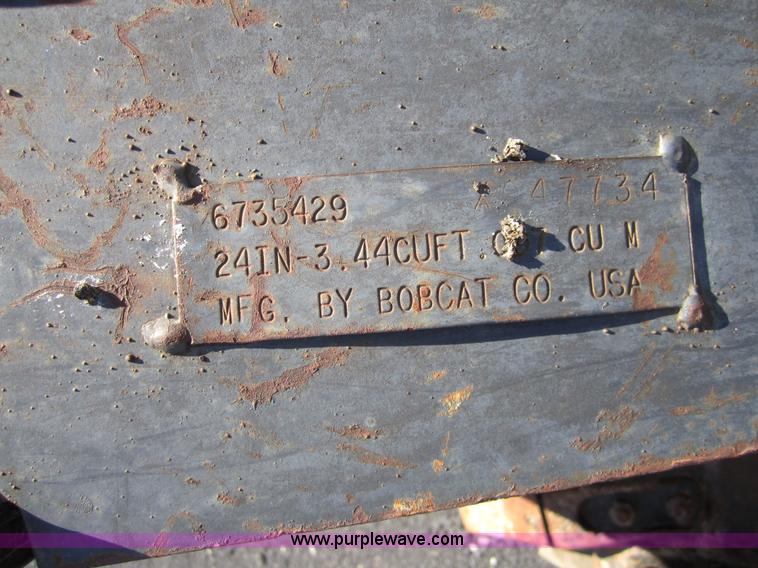 6735429 47734
24IN-3.44CUFT. CU M
MFG. BY BOBCAT CO. USA
www.purplewave.com